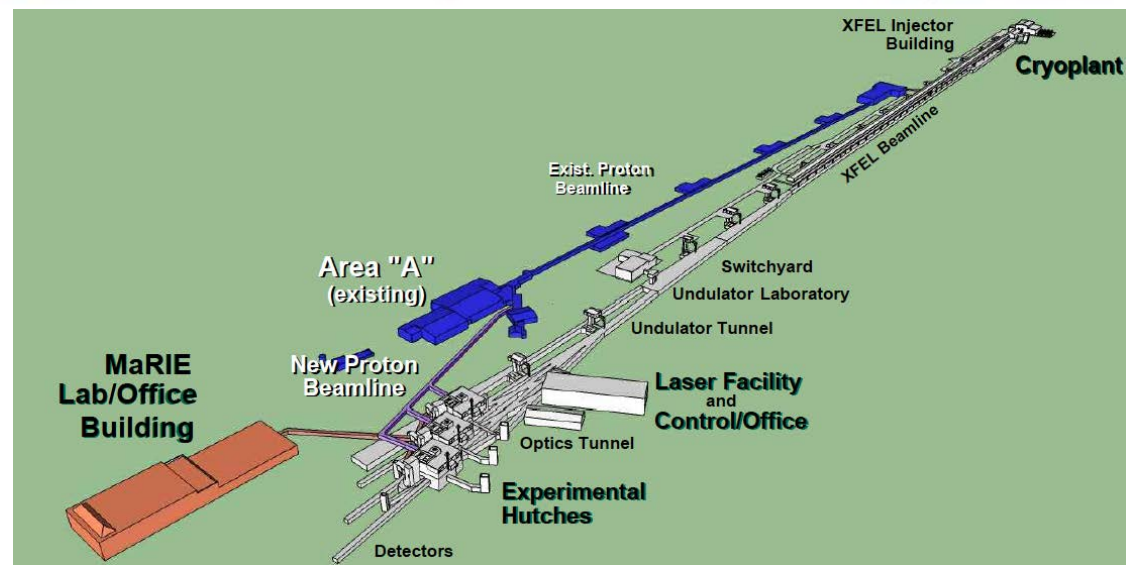 XFEL Injector
Building
Cryoplant
XFEL Beamline
Exist. Proton
Beamline
Area "A"
(existing)
Switchyard
Undulator Laboratory
Undulator Tunnel
New Proton
Beamline
MaRIE
Lab/Office
Building
Laser Facility
and
Control/Office
Optics Tunnel
Experimental
Hutches
Detectors